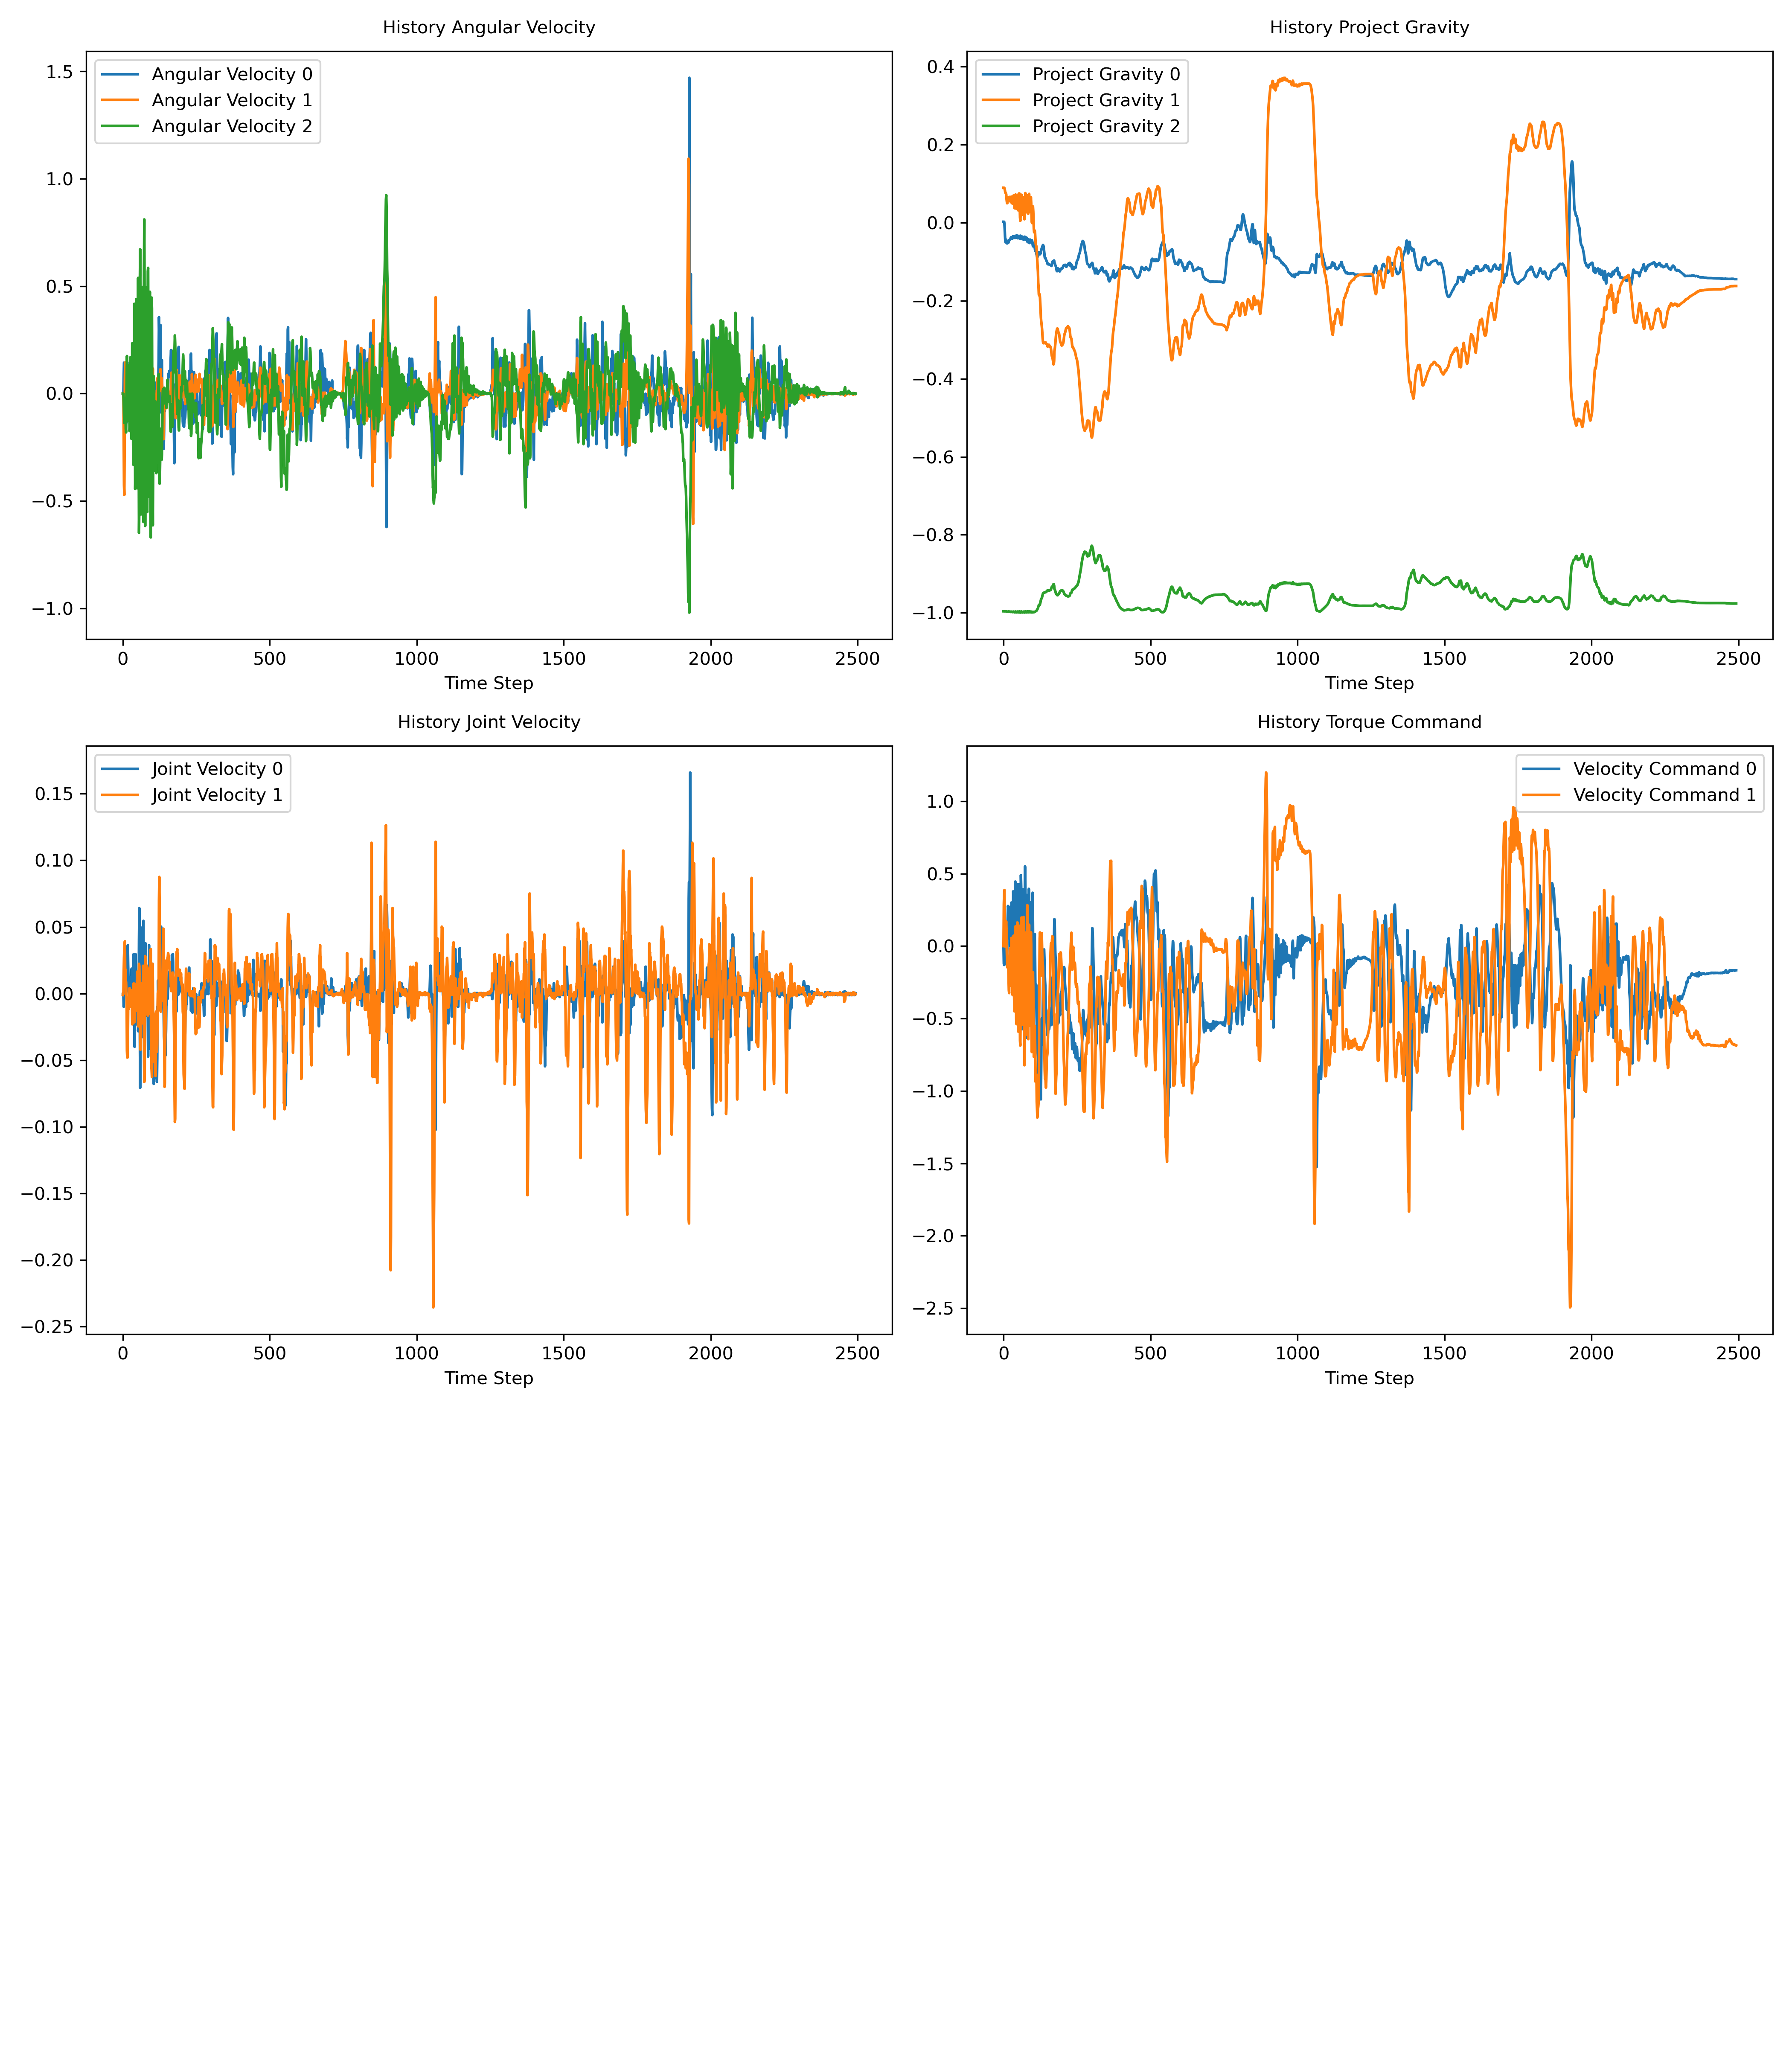 History Angular Velocity
Angular Velocity 0
Angular Velocity 1
Angular Velocity 2
1.5
1.0
0.5
0.0
−0.5
−1.0
0 500 1000 1500 2000 2500
Time Step
History Project Gravity
Project Gravity 0
Project Gravity 1
Project Gravity 2
0.4
0.2
0.0
−0.2
−0.4
−0.6
−0.8
−1.0
0 500 1000 1500 2000 2500
Time Step
History Joint Velocity
Joint Velocity 0
Joint Velocity 1
0.15
0.10
0.05
0.00
−0.05
−0.10
−0.15
−0.20
−0.25
0 500 1000 1500 2000 2500
Time Step
History Torque Command
Velocity Command 0
Velocity Command 1
1.0
0.5
0.0
−0.5
−1.0
−1.5
−2.0
−2.5
0 500 1000 1500 2000 2500
Time Step